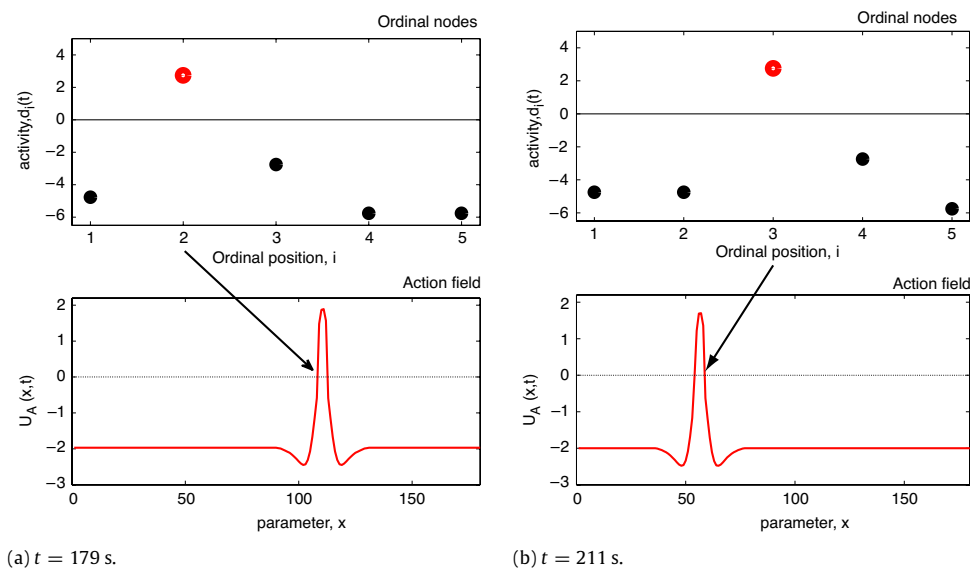 Ordinal nodes
activity,dᵢ(t)
4
2
0
−2
−4
−6
1 2 3 4 5
Ordinal position, i
Action field
U_A (x,t)
2
1
0
−1
−2
−3
0 50 100 150
parameter, x
(a) t = 179 s.
Ordinal nodes
activity,dᵢ(t)
4
2
0
−2
−4
−6
1 2 3 4 5
Ordinal position, i
Action field
U_A (x,t)
2
1
0
−1
−2
−3
0 50 100 150
parameter, x
(b) t = 211 s.